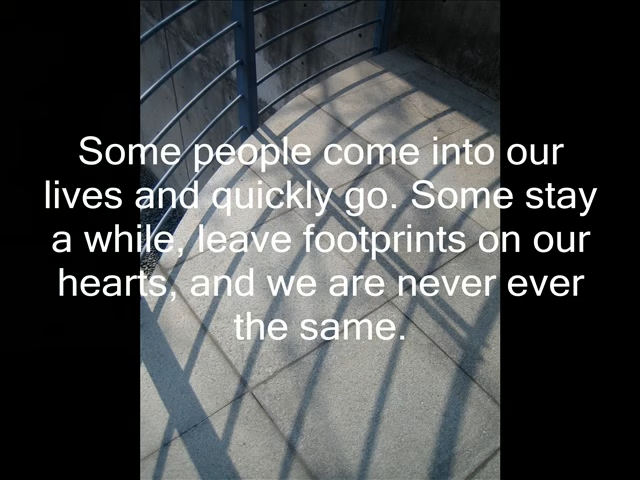 Some people come into our
lives and quickly go. Some stay
a while, leave footprints on our
hearts, and we are never ever
the same.